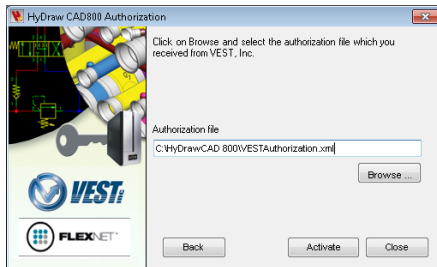 HyDraw CAD800 Authorization
Click on Browse and select the authorization file which you
received from VEST, Inc.
Authorization file
C:\HyDrawCAD 800\VESTAuthorization.xml
Browse ...
VEST
FLEXNET
Back
Activate
Close